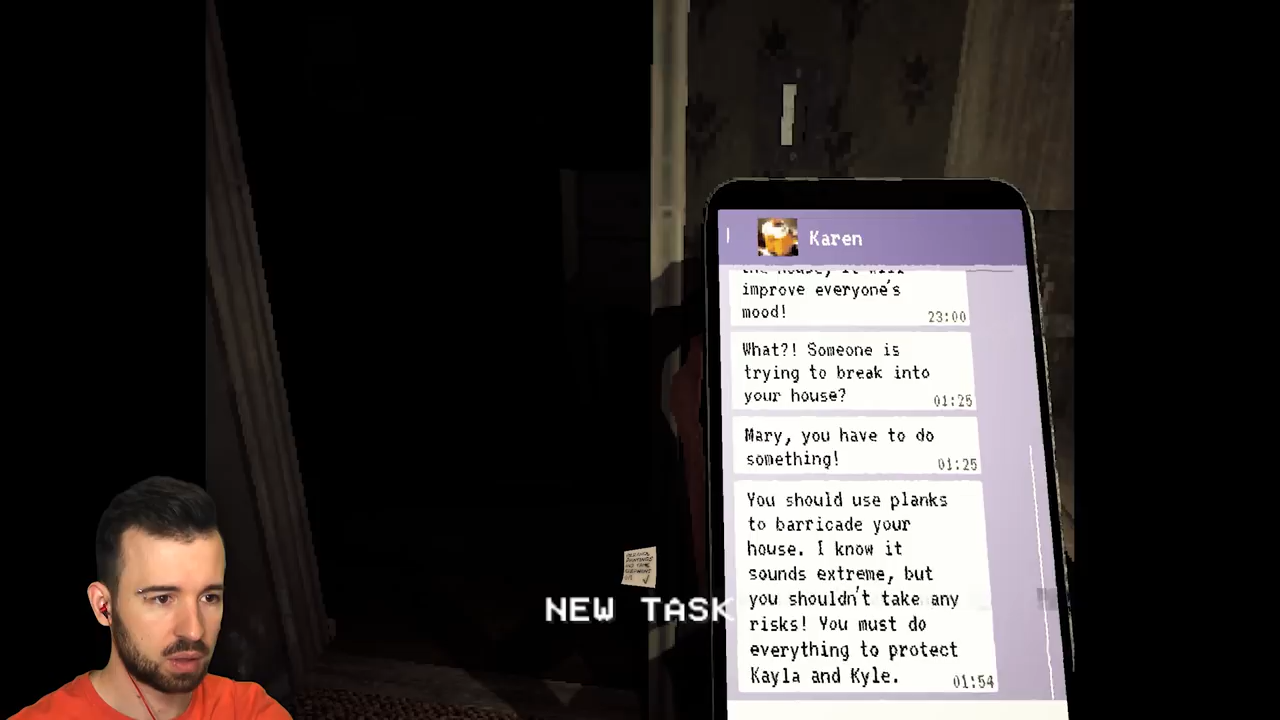 Karen
improve everyone's
mood!
23:00
What?! Someone is
trying to break into
your house?
01:25
Mary, you have to do
something!
01:25
You should use planks
to barricade your
house. I know it
sounds extreme, but
you shouldn't take any
risks! You must do
everything to protect
Kayla and Kyle.
01:54
NEW TASK